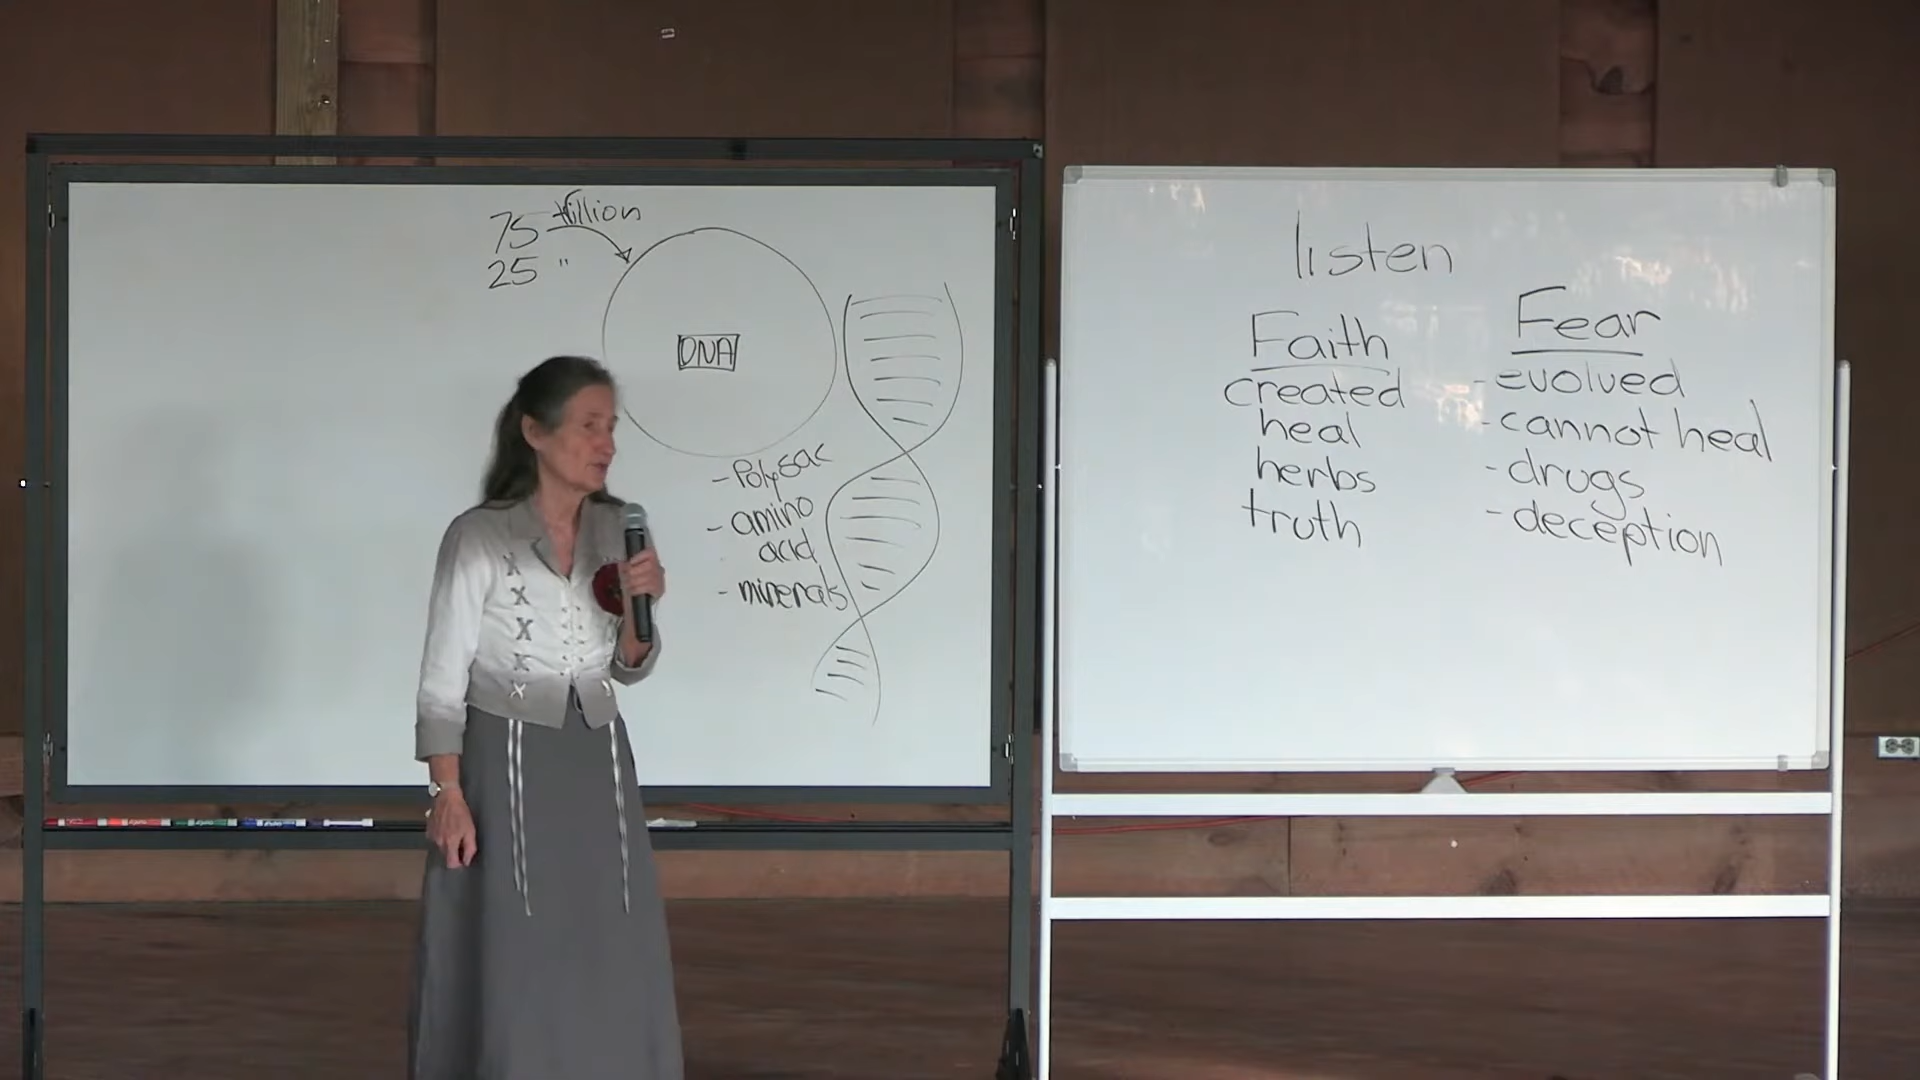 75 trillion
25 "
DNA
- Polysac
- amino
acid
- minerals
listen
Faith
created
heal
herbs
truth
Fear
- evolved
- cannot heal
- drugs
- deception